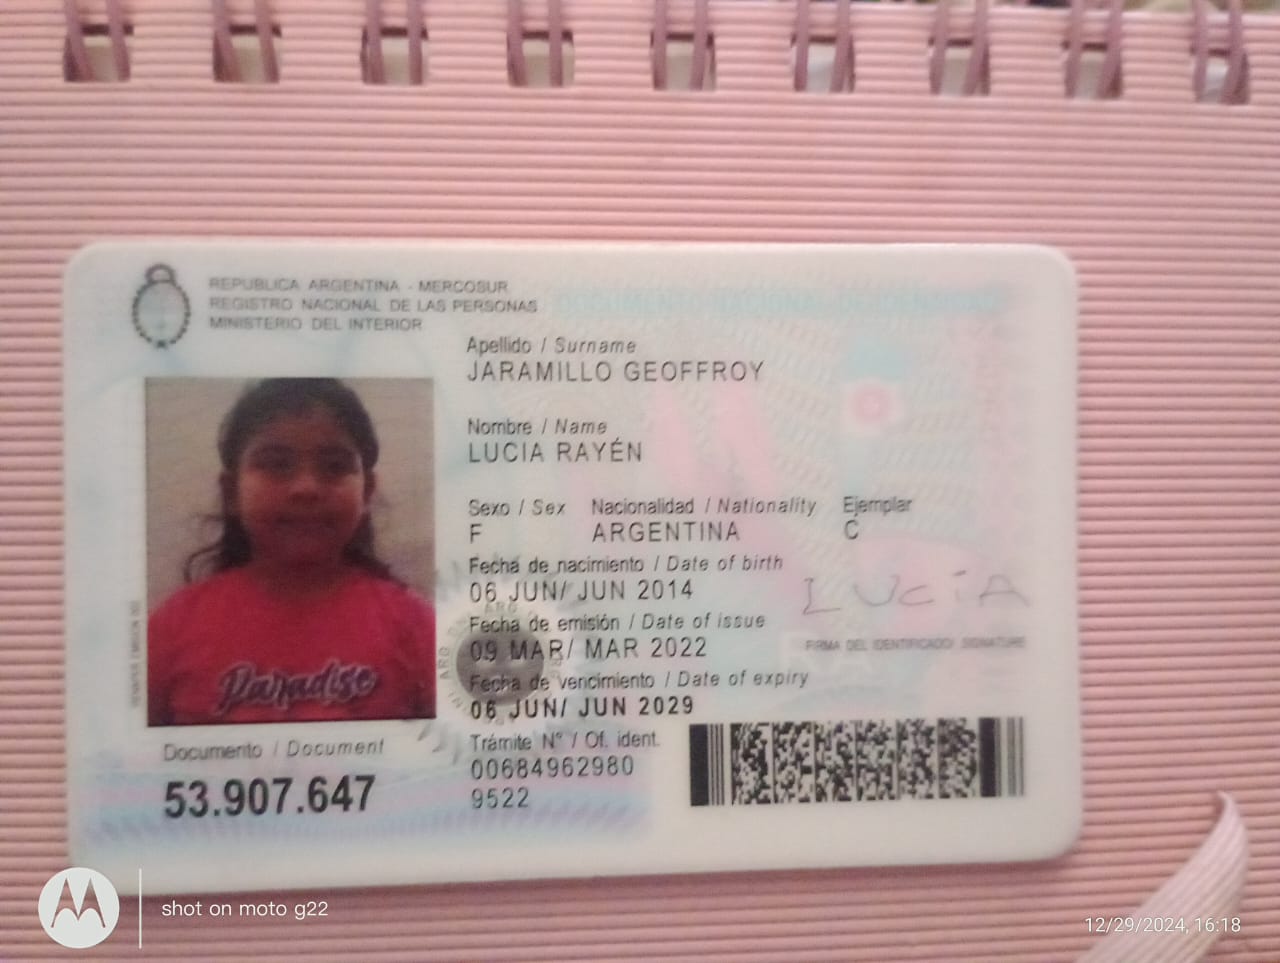 REPUBLICA ARGENTINA - MERCOSUR
REGISTRO NACIONAL DE LAS PERSONAS
MINISTERIO DEL INTERIOR
DOCUMENTO NACIONAL DE IDENTIDAD
Apellido / Surname
JARAMILLO GEOFFROY
Nombre / Name
LUCIA RAYÉN
Sexo / Sex Nacionalidad / Nationality Ejemplar
F ARGENTINA C
Fecha de nacimiento / Date of birth
06 JUN/ JUN 2014
LUCíA
Fecha de emisión / Date of issue
09 MAR/ MAR 2022
FIRMA DEL IDENTIFICADO/ SIGNATURE
Fecha de vencimiento / Date of expiry
06 JUN/ JUN 2029
Paradise
Documento / Document
53.907.647
Trámite N° / Of. ident.
00684962980
9522
shot on moto g22
12/29/2024, 16:18